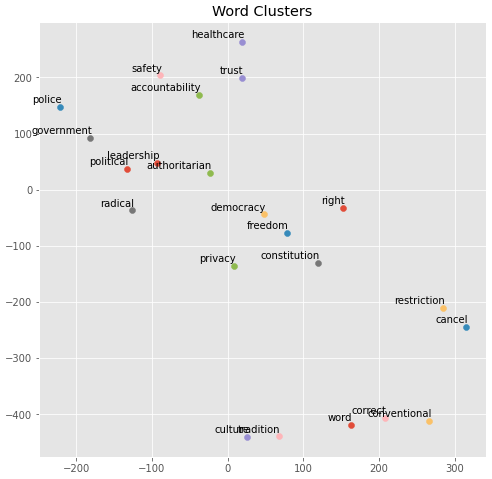 Word Clusters
healthcare
safety
trust
accountability
police
government
leadership
political
authoritarian
radical
democracy
right
freedom
privacy
constitution
restriction
cancel
correct
word
conventional
culture
tradition
200
100
0
−100
−200
−300
−400
−200 −100 0 100 200 300